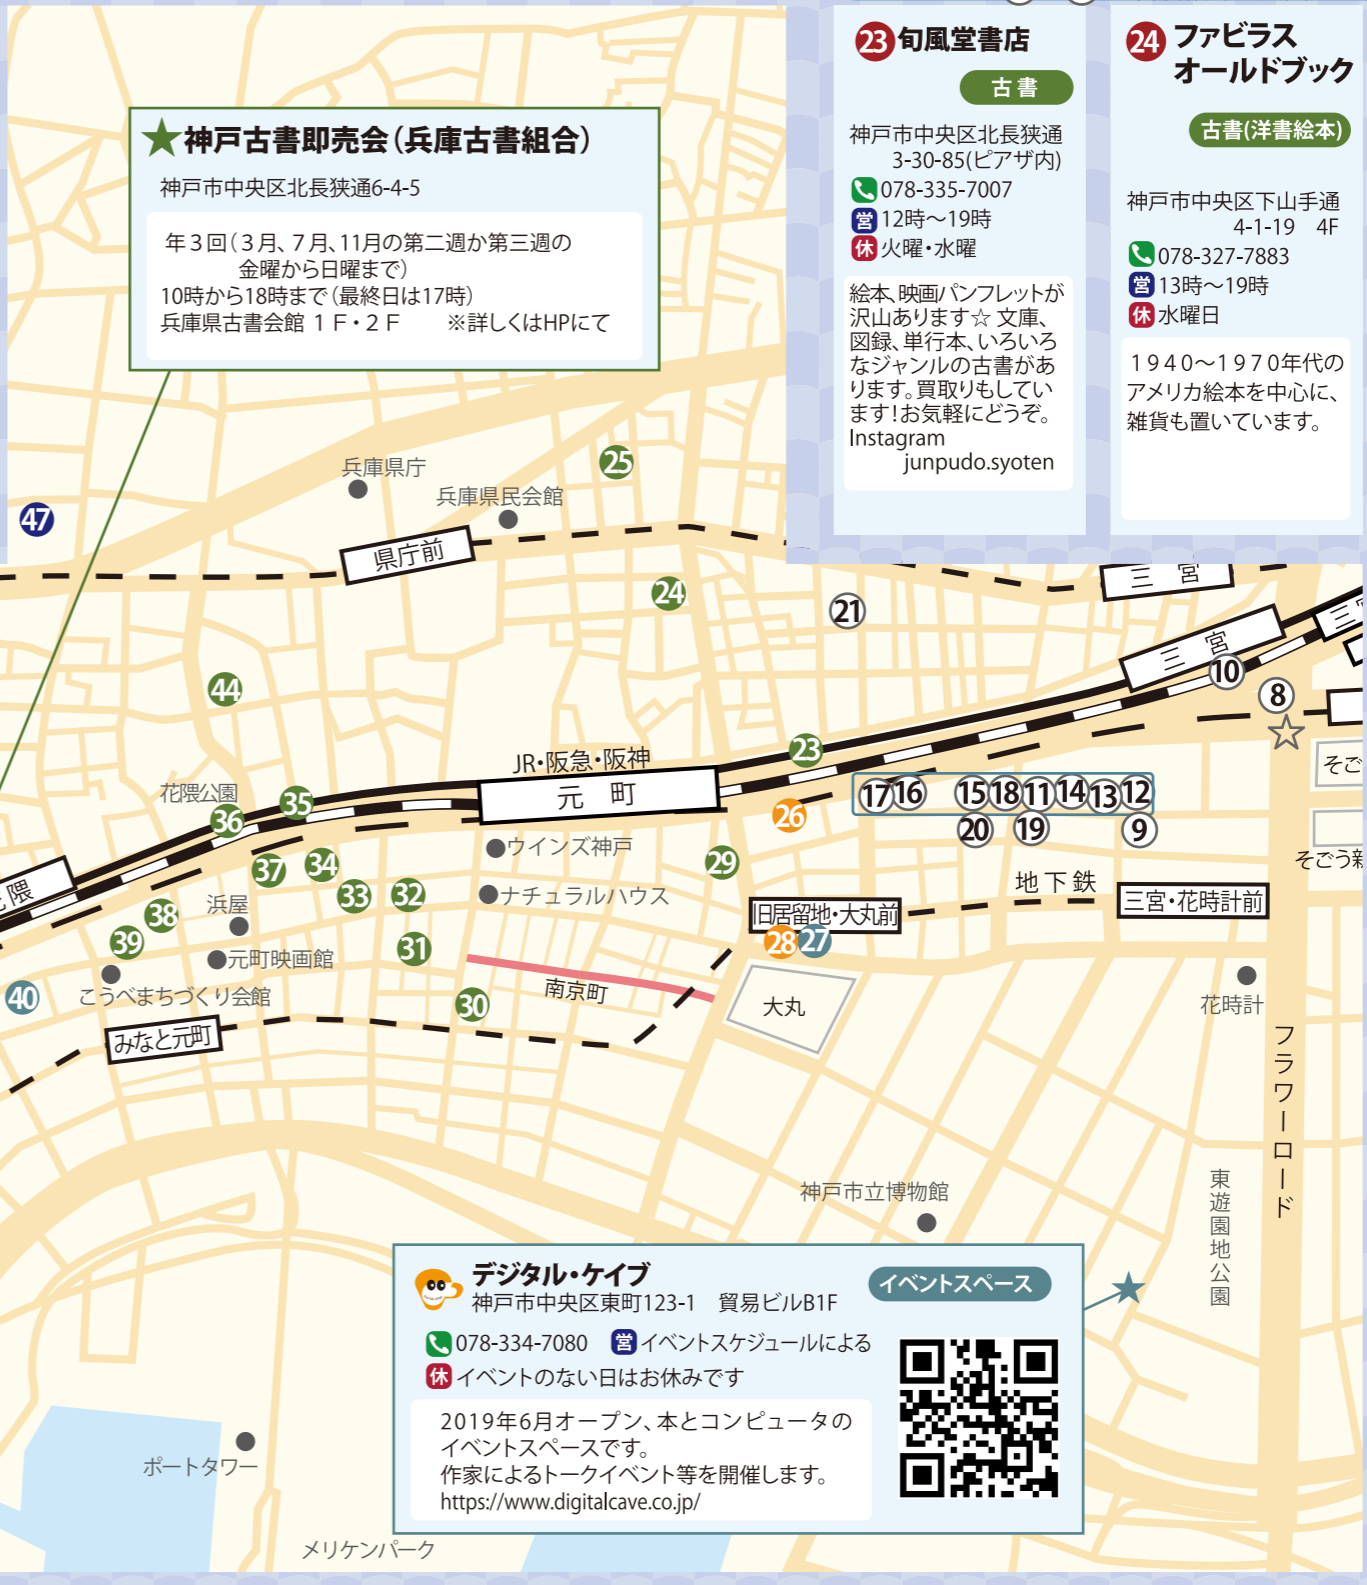 ★神戸古書即売会(兵庫古書組合)
神戸市中央区北長狭通6-4-5
年3回(3月、7月、11月の第二週か第三週の
金曜から日曜まで)
10時から18時まで(最終日は17時)
兵庫県古書会館 1F・2F ※詳しくはHPにて
23 旬風堂書店
古書
神戸市中央区北長狭通
3-30-85(ピアザ内)
078-335-7007
営 12時〜19時
休 火曜・水曜
絵本、映画パンフレットが
沢山あります☆ 文庫、
図録、単行本、いろいろ
なジャンルの古書があ
ります。買取りもしてい
ます!お気軽にどうぞ。
Instagram
junpudo.syoten
24 ファビラス
オールドブック
古書(洋書絵本)
神戸市中央区下山手通
4-1-19 4F
078-327-7883
営 13時〜19時
休 水曜日
1940〜1970年代の
アメリカ絵本を中心に、
雑貨も置いています。
兵庫県庁
25
兵庫県民会館
47
県庁前
三宮
24
21
三宮
10
44
8
☆
23
JR・阪急・阪神
元町
そご
花隈公園
35
36
26
17 16 15 18 11 14 13 12
20 19 9
ウインズ神戸
そごう新
37 34
29
33 32
ナチュラルハウス
地下鉄
三宮・花時計前
隈
浜屋
38
旧居留地・大丸前
39
28 27
31
元町映画館
40
こうべまちづくり会館
30
南京町
大丸
花時計
みなと元町
フラワーロード
神戸市立博物館
東遊園地公園
デジタル・ケイブ
神戸市中央区東町123-1 貿易ビルB1F
イベントスペース
★
078-334-7080 営 イベントスケジュールによる
休 イベントのない日はお休みです
2019年6月オープン、本とコンピュータの
イベントスペースです。
作家によるトークイベント等を開催します。
https://www.digitalcave.co.jp/
ポートタワー
メリケンパーク